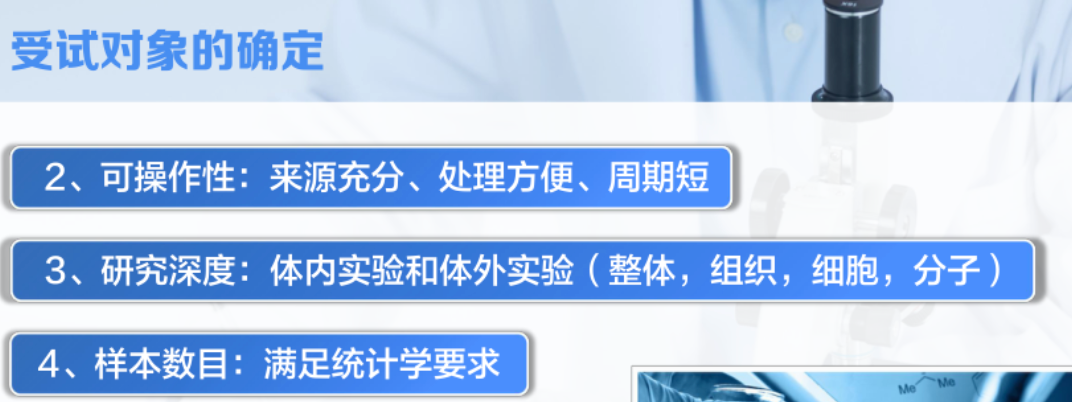 受试对象的确定
2、可操作性：来源充分、处理方便、周期短
3、研究深度：体内实验和体外实验（整体，组织，细胞，分子）
4、样本数目：满足统计学要求
Me Me